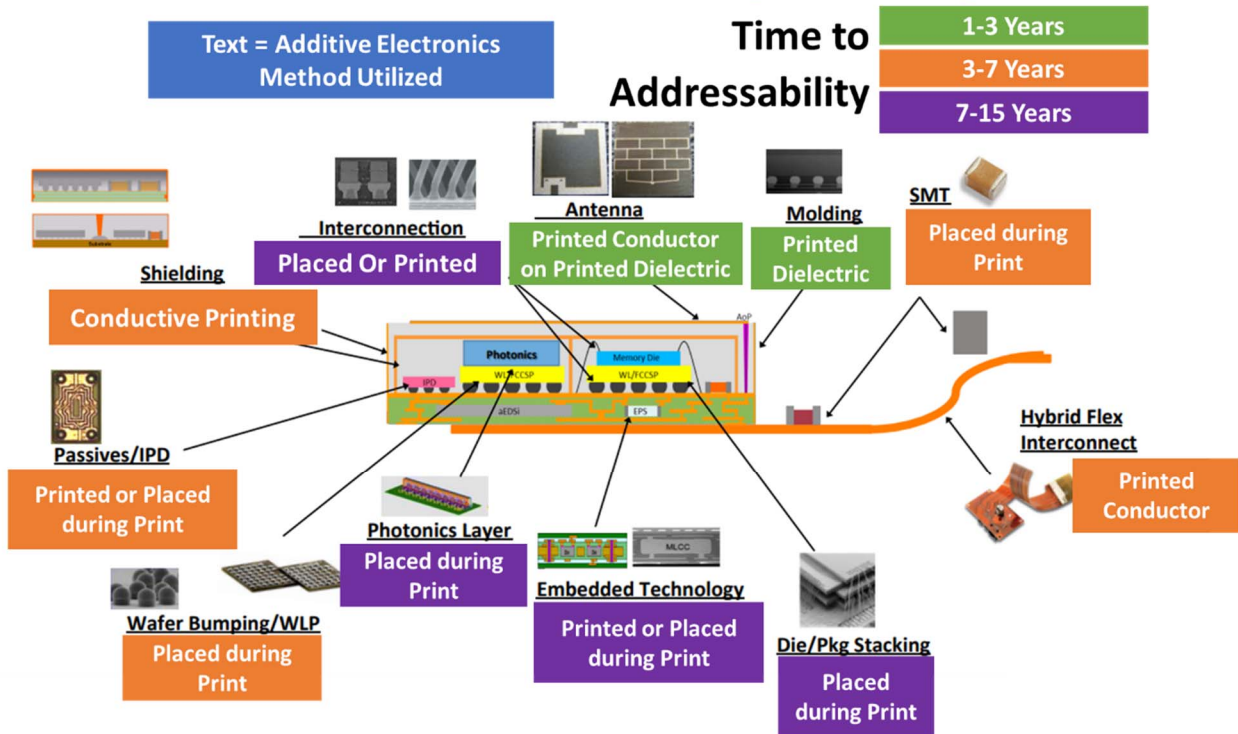 Text = Additive Electronics
Method Utilized
Time to
Addressability
1-3 Years
3-7 Years
7-15 Years
Interconnection
Placed Or Printed
Antenna
Printed Conductor
on Printed Dielectric
Molding
Printed
Dielectric
SMT
Placed during
Print
Substrate
Shielding
Conductive Printing
AoP
Photonics
Memory Die
IPD
WL/FCCSP
WL/FCCSP
aEDSi
EPS
Passives/IPD
Printed or Placed
during Print
Hybrid Flex
Interconnect
Printed
Conductor
Photonics Layer
Placed during
Print
MLCC
Embedded Technology
Printed or Placed
during Print
Wafer Bumping/WLP
Placed during
Print
Die/Pkg Stacking
Placed
during Print